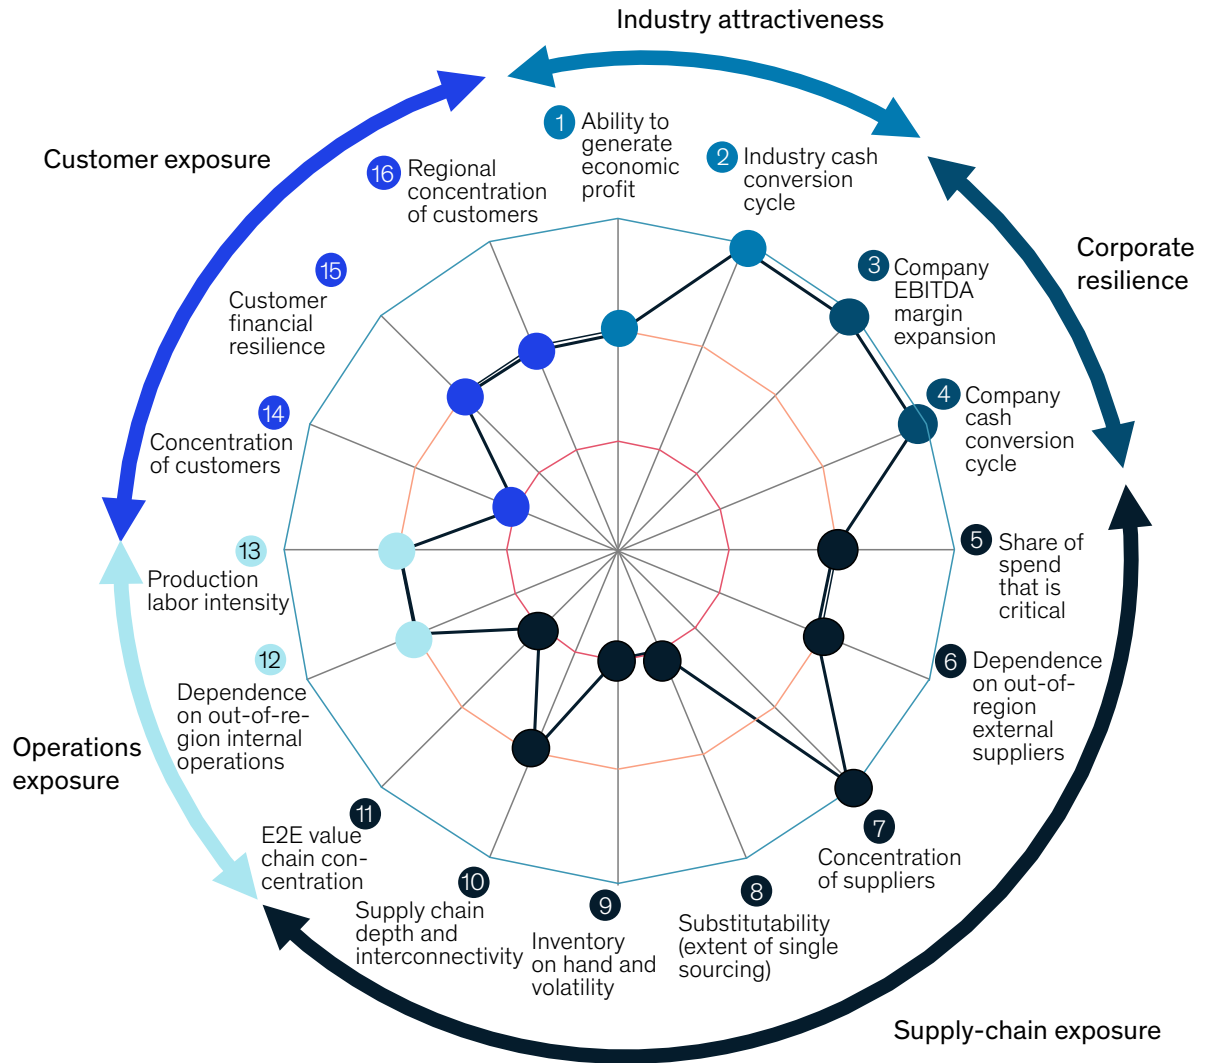 Industry attractiveness
1 Ability to
generate
economic
profit
2 Industry cash
conversion
cycle
Corporate
resilience
3 Company
EBITDA
margin
expansion
4 Company
cash
conversion
cycle
5 Share of
spend
that is
critical
6 Dependence
on out-of-
region
external
suppliers
7
Concentration
of suppliers
8
Substitutability
(extent of single
sourcing)
9
Inventory
on hand and
volatility
10
Supply chain
depth and
interconnectivity
11
E2E value
chain con-
centration
Supply-chain exposure
12
Dependence
on out-of-re-
gion internal
operations
13
Production
labor intensity
Operations
exposure
14
Concentration
of customers
15
Customer
financial
resilience
16 Regional
concentration
of customers
Customer exposure